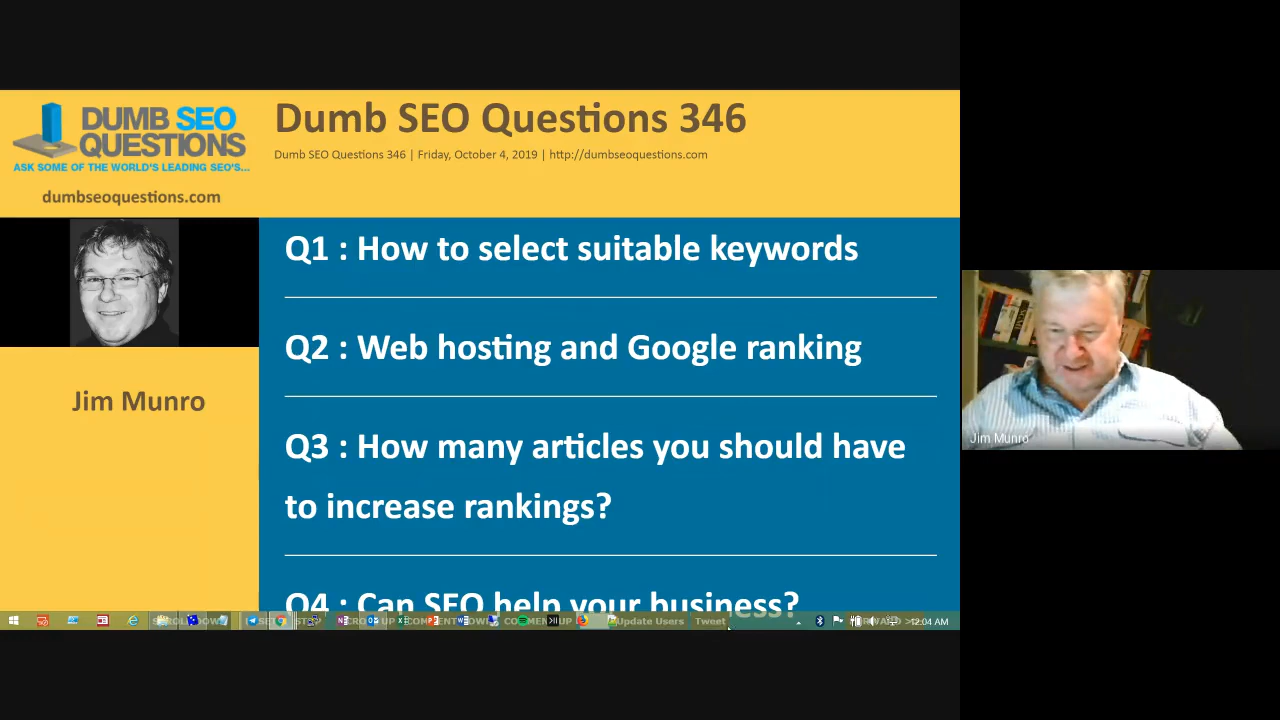 DUMB SEO
QUESTIONS
ASK SOME OF THE WORLD'S LEADING SEO'S...
dumbseoquestions.com
Dumb SEO Questions 346
Dumb SEO Questions 346 | Friday, October 4, 2019 | http://dumbseoquestions.com
Jim Munro
Q1 : How to select suitable keywords
Q2 : Web hosting and Google ranking
Q3 : How many articles you should have
to increase rankings?
Q4 : Can SEO help your business?
Jim Munro
Update Users Tweet 12:04 AM